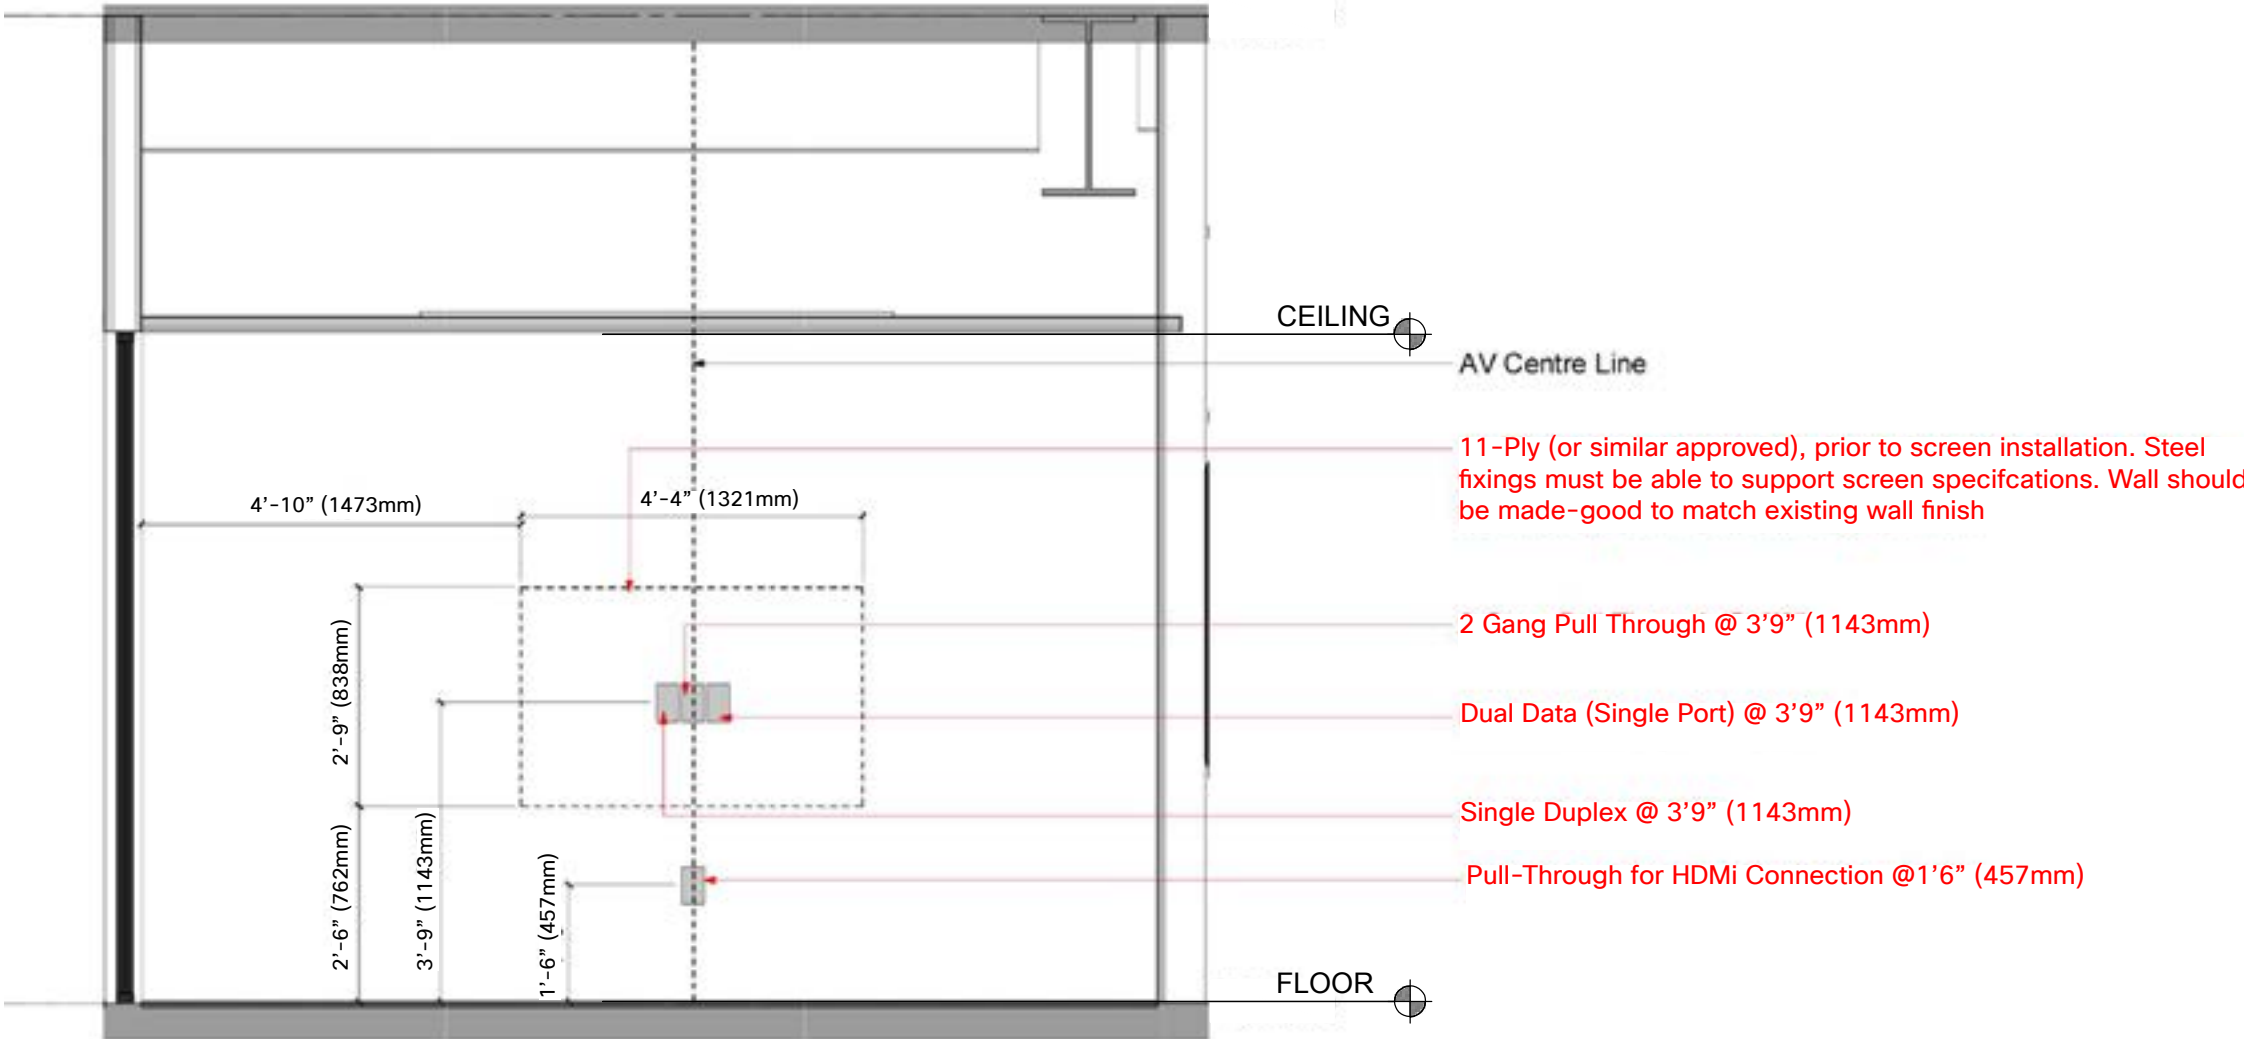 CEILING
AV Centre Line
11-Ply (or similar approved), prior to screen installation. Steel
fixings must be able to support screen specifcations. Wall should
be made-good to match existing wall finish
4'-10” (1473mm)
4'-4” (1321mm)
2 Gang Pull Through @ 3'9” (1143mm)
2'-9” (838mm)
Dual Data (Single Port) @ 3'9” (1143mm)
Single Duplex @ 3'9” (1143mm)
2'-6” (762mm)
3'-9” (1143mm)
1'-6” (457mm)
Pull-Through for HDMi Connection @1'6” (457mm)
FLOOR